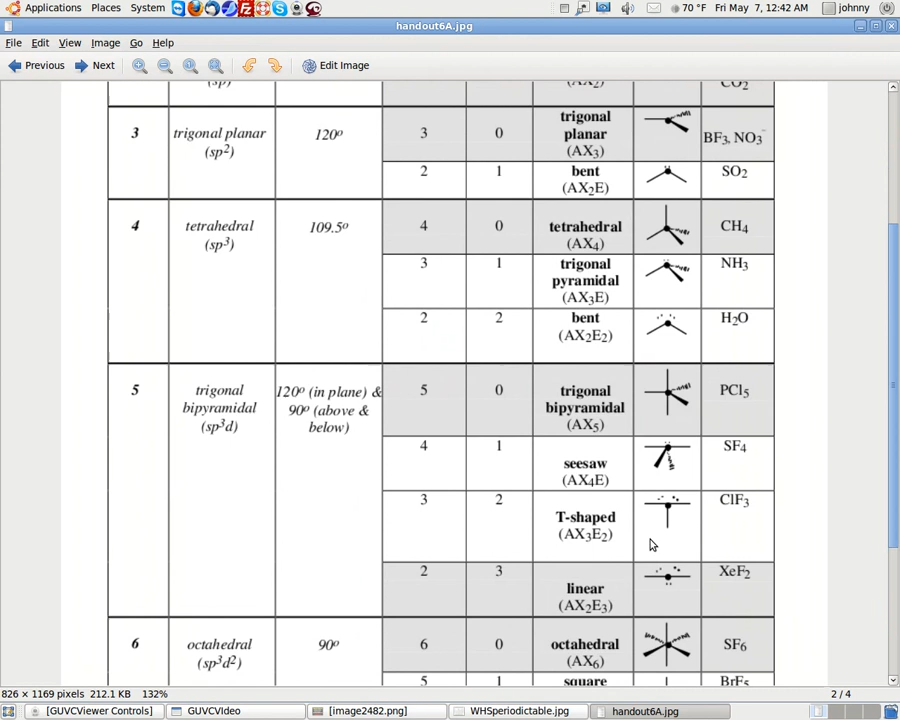 Applications Places System 70 °F Fri May 7, 12:42 AM johnny
handout6A.jpg
File Edit View Image Go Help
Previous Next Edit Image
(sp) (AX2) CO2
3 trigonal planar (sp2) 120o 3 0 trigonal planar (AX3) BF3, NO3-
2 1 bent (AX2E) SO2
4 tetrahedral (sp3) 109.5o 4 0 tetrahedral (AX4) CH4
3 1 trigonal pyramidal (AX3E) NH3
2 2 bent (AX2E2) H2O
5 trigonal bipyramidal (sp3d) 120o (in plane) & 90o (above & below) 5 0 trigonal bipyramidal (AX5) PCl5
4 1 seesaw (AX4E) SF4
3 2 T-shaped (AX3E2) ClF3
2 3 linear (AX2E3) XeF2
6 octahedral (sp3d2) 90o 6 0 octahedral (AX6) SF6
5 1 square BrF5
826 × 1169 pixels 212.1 KB 132% 2 / 4
[GUVCViewer Controls] GUVCVIdeo [image2482.png] WHSperiodictable.jpg handout6A.jpg